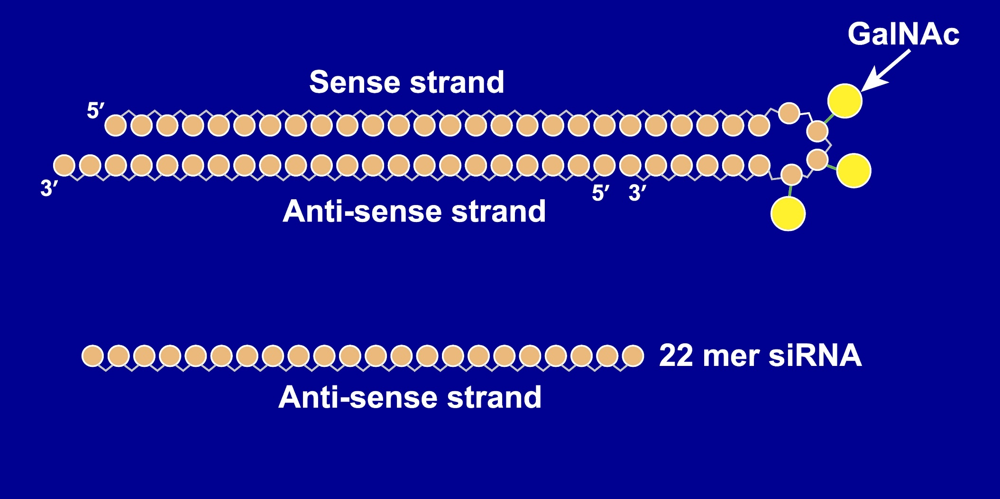 GalNAc
Sense strand
5′
3′
5′ 3′
Anti-sense strand
22 mer siRNA
Anti-sense strand